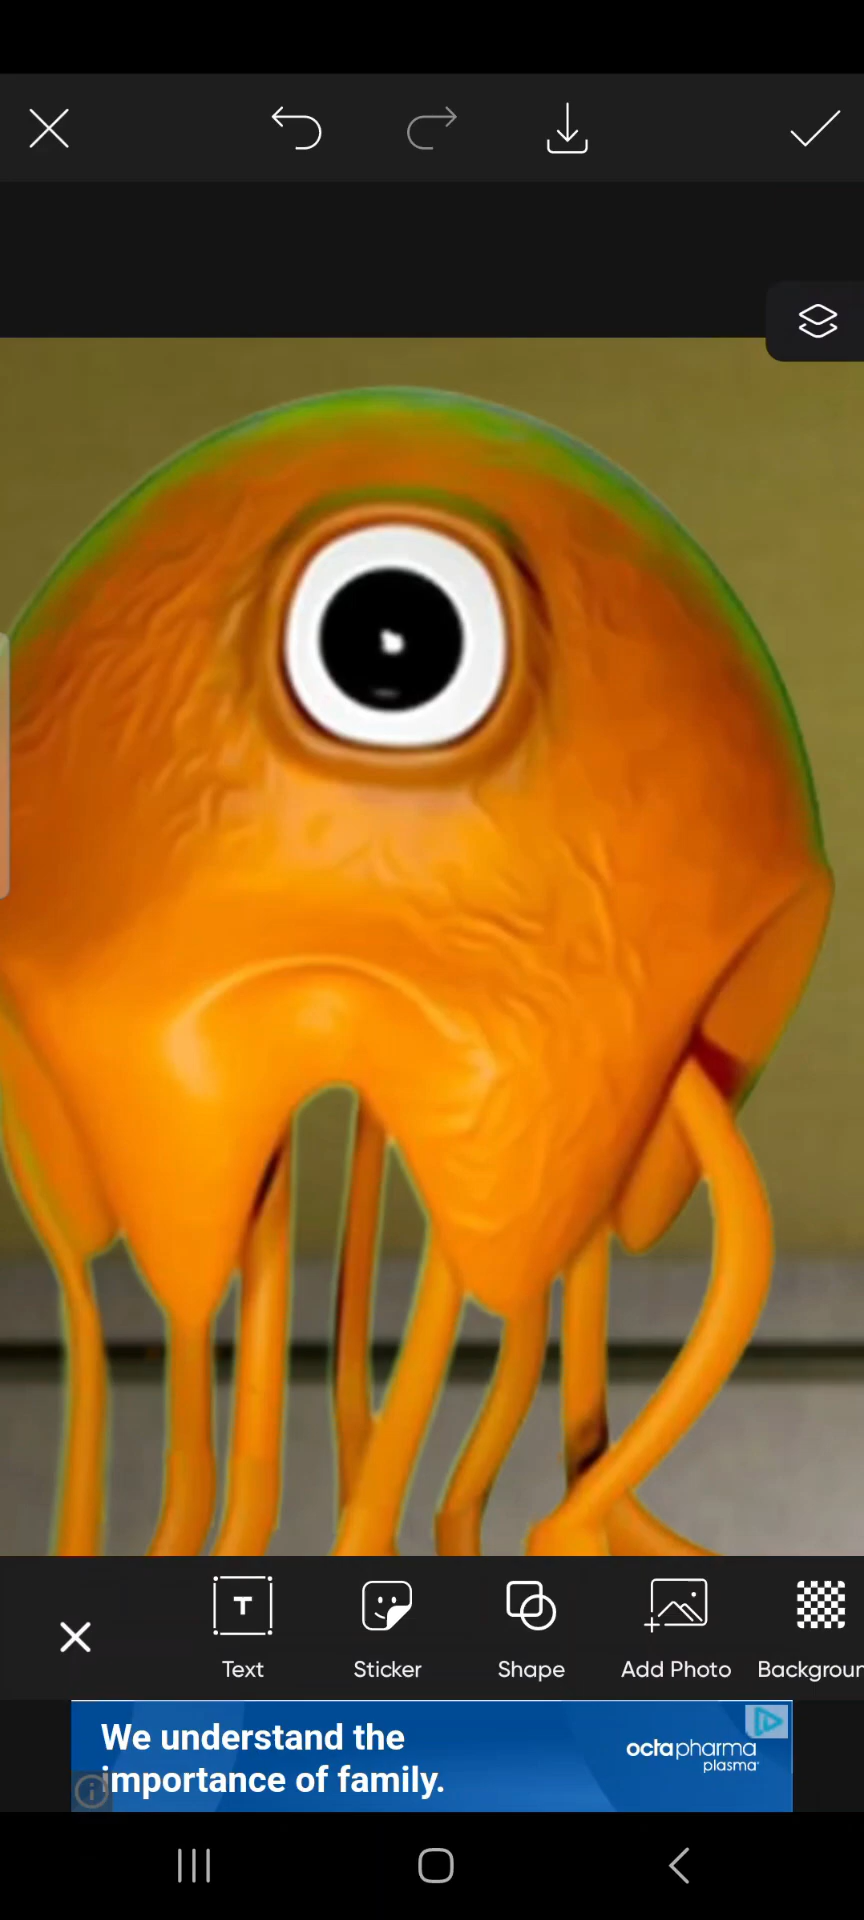 T
Text
Sticker
Shape
Add Photo
Backgroun
We understand the
importance of family.
octapharma
plasma